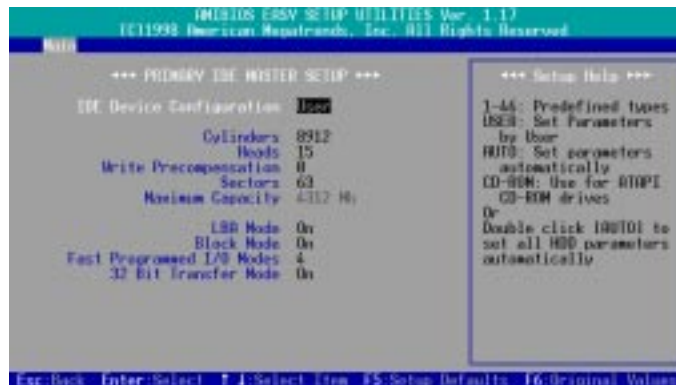 AMIBIOS EASY SETUP UTILITIES Ver. 1.17
(C)1998 American Megatrends, Inc. All Rights Reserved
Main
*** PRIMARY IDE MASTER SETUP ***
IDE Device Configuration User
Cylinders 8912
Heads 15
Write Precompensation 0
Sectors 63
Maximum Capacity 4312 Mb
LBA Mode On
Block Mode On
Fast Programmed I/O Modes 4
32 Bit Transfer Mode On
*** Setup Help ***
1-46: Predefined types
USER: Set Parameters
by User
AUTO: Set parameters
automatically
CD-ROM: Use for ATAPI
CD-ROM drives
Or
Double click [AUTO] to
set all HDD parameters
automatically
Esc:Back Enter:Select ↑↓:Select Item F5:Setup Defaults F6:Original Values